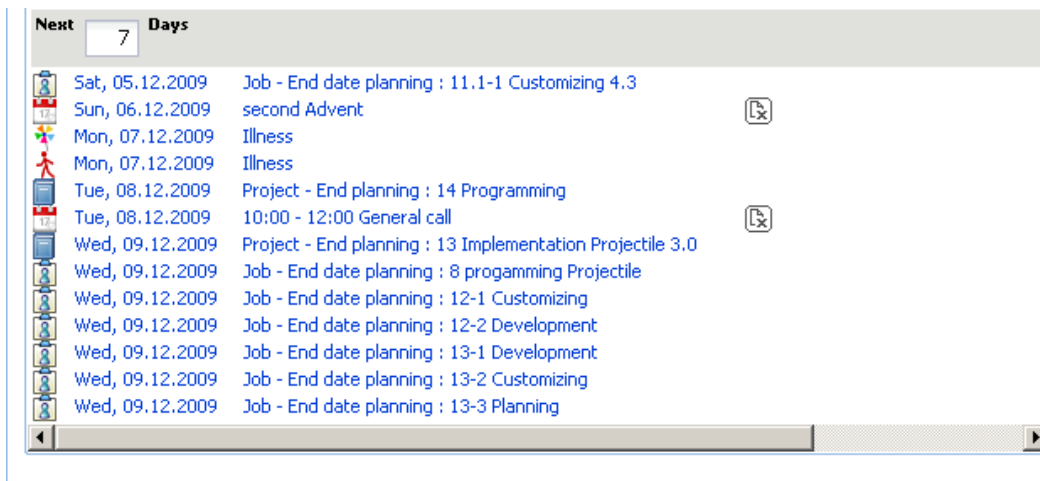 Next 7 Days
Sat, 05.12.2009 Job - End date planning : 11.1-1 Customizing 4.3
Sun, 06.12.2009 second Advent
Mon, 07.12.2009 Illness
Mon, 07.12.2009 Illness
Tue, 08.12.2009 Project - End planning : 14 Programming
Tue, 08.12.2009 10:00 - 12:00 General call
Wed, 09.12.2009 Project - End planning : 13 Implementation Projectile 3.0
Wed, 09.12.2009 Job - End date planning : 8 progamming Projectile
Wed, 09.12.2009 Job - End date planning : 12-1 Customizing
Wed, 09.12.2009 Job - End date planning : 12-2 Development
Wed, 09.12.2009 Job - End date planning : 13-1 Development
Wed, 09.12.2009 Job - End date planning : 13-2 Customizing
Wed, 09.12.2009 Job - End date planning : 13-3 Planning